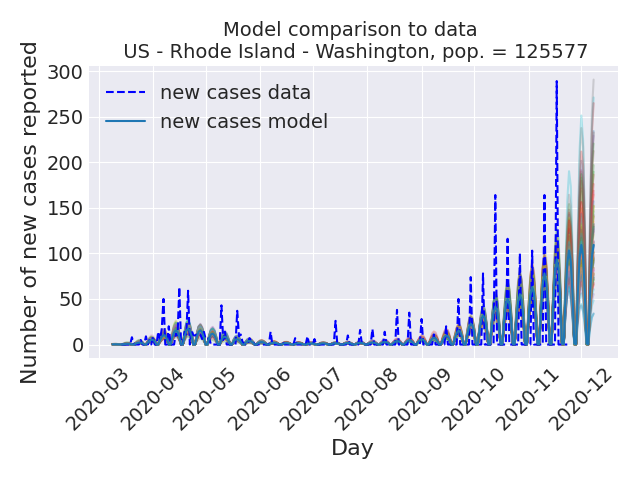 Model comparison to data
US - Rhode Island - Washington, pop. = 125577
Number of new cases reported
300
250
200
150
100
50
0
new cases data
new cases model
2020-03
2020-04
2020-05
2020-06
2020-07
2020-08
2020-09
2020-10
2020-11
2020-12
Day